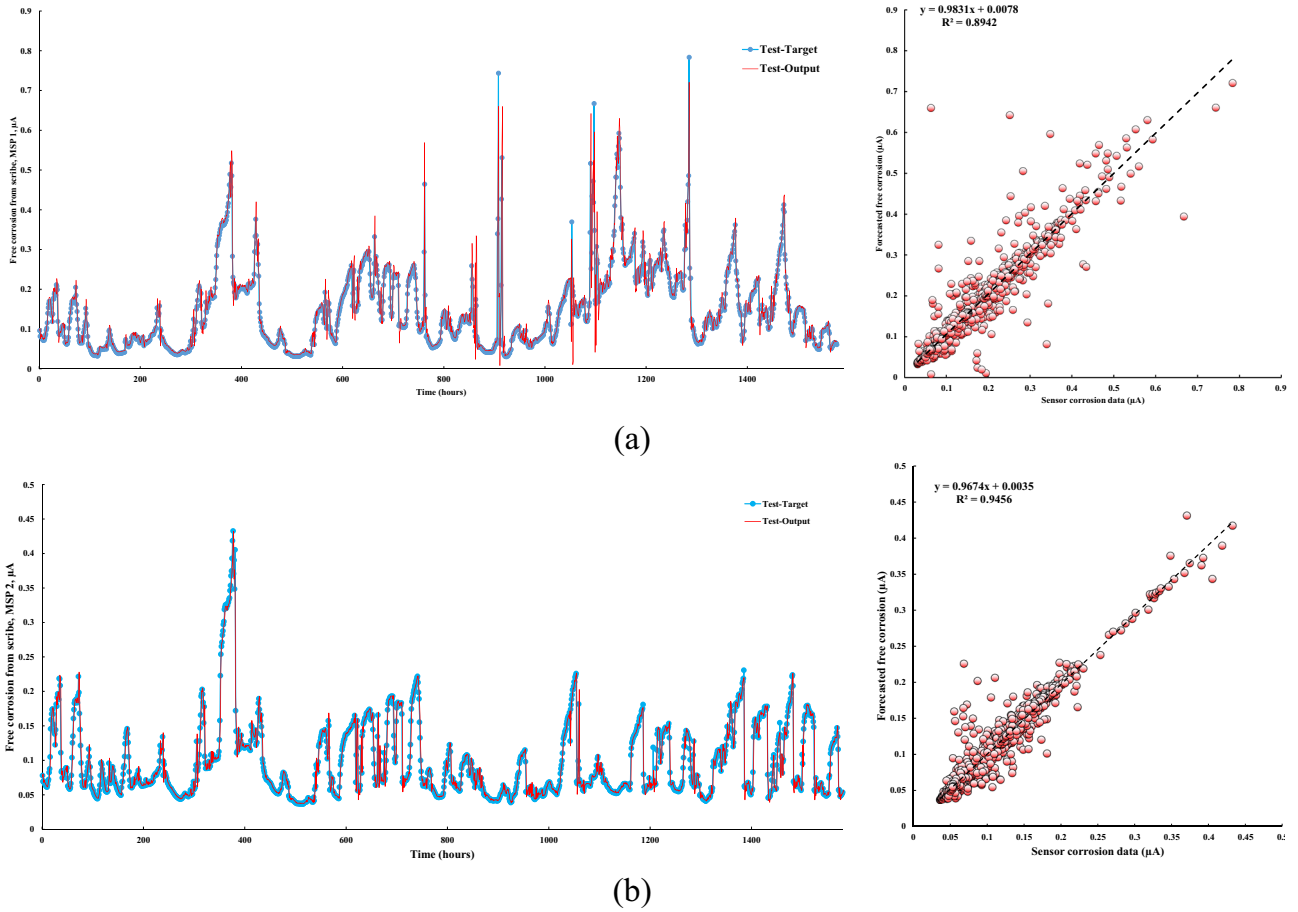 y = 0.9831x + 0.0078
R² = 0.8942
Test-Target
Test-Output
Free corrosion from scribe, MSP 1, µA
0.9
0.8
0.7
0.6
0.5
0.4
0.3
0.2
0.1
0
0 200 400 600 800 1000 1200 1400
Time (hours)
Forecasted free corrosion (µA)
0.9
0.8
0.7
0.6
0.5
0.4
0.3
0.2
0.1
0
0 0.1 0.2 0.3 0.4 0.5 0.6 0.7 0.8 0.9
Sensor corrosion data (µA)
(a)
Free corrosion from scribe, MSP 2, µA
0.5
0.45
0.4
0.35
0.3
0.25
0.2
0.15
0.1
0.05
0
Test-Target
Test-Output
0 200 400 600 800 1000 1200 1400
Time (hours)
y = 0.9674x + 0.0035
R² = 0.9456
Forecasted free corrosion (µA)
0.5
0.45
0.4
0.35
0.3
0.25
0.2
0.15
0.1
0.05
0
0 0.05 0.1 0.15 0.2 0.25 0.3 0.35 0.4 0.45
Sensor corrosion data (µA)
(b)